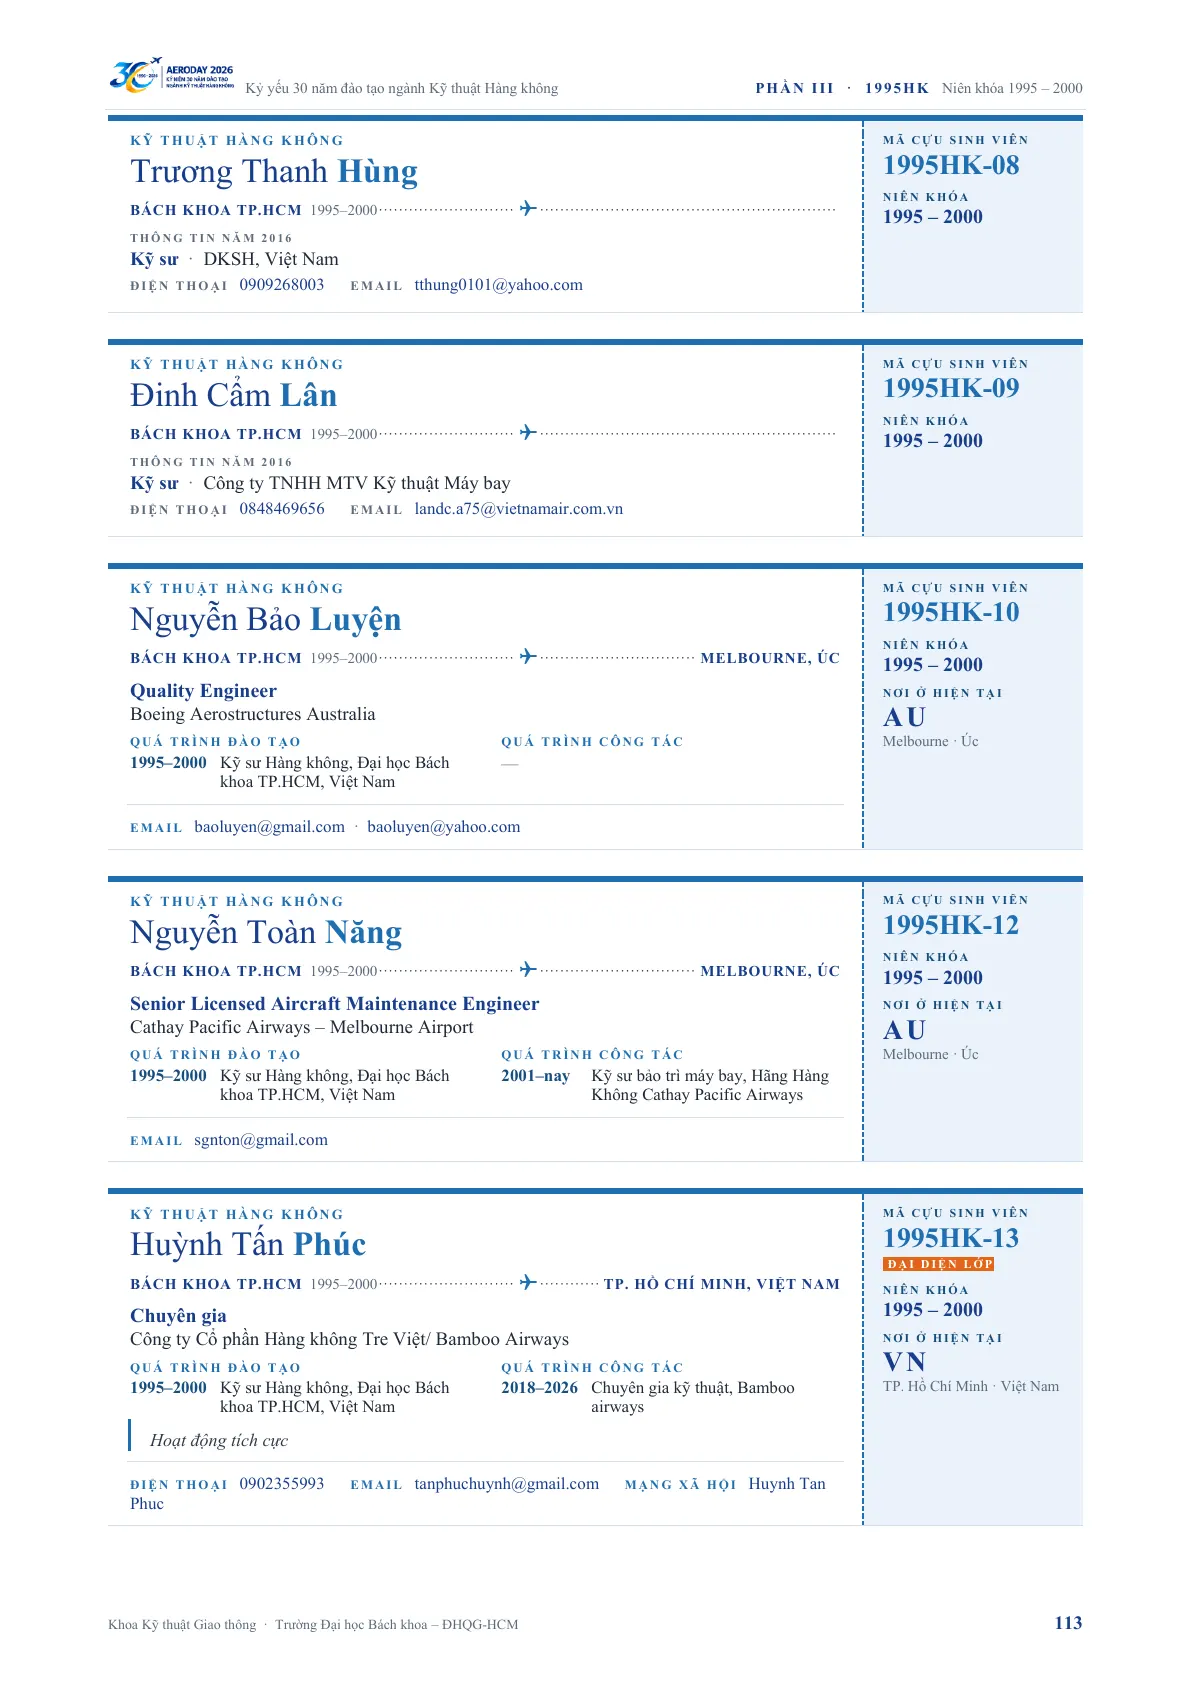 30 1996 - 2026
AERODAY 2026
KỶ NIỆM 30 NĂM ĐÀO TẠO
NGÀNH KỸ THUẬT HÀNG KHÔNG
Kỷ yếu 30 năm đào tạo ngành Kỹ thuật Hàng không
PHẦN III · 1995HK Niên khóa 1995 – 2000
KỸ THUẬT HÀNG KHÔNG
Trương Thanh Hùng
BÁCH KHOA TP.HCM 1995–2000
THÔNG TIN NĂM 2016
Kỹ sư · DKSH, Việt Nam
ĐIỆN THOẠI 0909268003 EMAIL tthung0101@yahoo.com
MÃ CỰU SINH VIÊN
1995HK-08
NIÊN KHÓA
1995 – 2000
KỸ THUẬT HÀNG KHÔNG
Đinh Cẩm Lân
BÁCH KHOA TP.HCM 1995–2000
THÔNG TIN NĂM 2016
Kỹ sư · Công ty TNHH MTV Kỹ thuật Máy bay
ĐIỆN THOẠI 0848469656 EMAIL landc.a75@vietnamair.com.vn
MÃ CỰU SINH VIÊN
1995HK-09
NIÊN KHÓA
1995 – 2000
KỸ THUẬT HÀNG KHÔNG
Nguyễn Bảo Luyện
BÁCH KHOA TP.HCM 1995–2000 MELBOURNE, ÚC
Quality Engineer
Boeing Aerostructures Australia
QUÁ TRÌNH ĐÀO TẠO
1995–2000 Kỹ sư Hàng không, Đại học Bách
khoa TP.HCM, Việt Nam
QUÁ TRÌNH CÔNG TÁC
—
EMAIL baoluyen@gmail.com · baoluyen@yahoo.com
MÃ CỰU SINH VIÊN
1995HK-10
NIÊN KHÓA
1995 – 2000
NƠI Ở HIỆN TẠI
AU
Melbourne · Úc
KỸ THUẬT HÀNG KHÔNG
Nguyễn Toàn Năng
BÁCH KHOA TP.HCM 1995–2000 MELBOURNE, ÚC
Senior Licensed Aircraft Maintenance Engineer
Cathay Pacific Airways – Melbourne Airport
QUÁ TRÌNH ĐÀO TẠO
1995–2000 Kỹ sư Hàng không, Đại học Bách
khoa TP.HCM, Việt Nam
QUÁ TRÌNH CÔNG TÁC
2001–nay Kỹ sư bảo trì máy bay, Hãng Hàng
Không Cathay Pacific Airways
EMAIL sgnton@gmail.com
MÃ CỰU SINH VIÊN
1995HK-12
NIÊN KHÓA
1995 – 2000
NƠI Ở HIỆN TẠI
AU
Melbourne · Úc
KỸ THUẬT HÀNG KHÔNG
Huỳnh Tấn Phúc
BÁCH KHOA TP.HCM 1995–2000 TP. HỒ CHÍ MINH, VIỆT NAM
Chuyên gia
Công ty Cổ phần Hàng không Tre Việt/ Bamboo Airways
QUÁ TRÌNH ĐÀO TẠO
1995–2000 Kỹ sư Hàng không, Đại học Bách
khoa TP.HCM, Việt Nam
QUÁ TRÌNH CÔNG TÁC
2018–2026 Chuyên gia kỹ thuật, Bamboo
airways
Hoạt động tích cực
ĐIỆN THOẠI 0902355993 EMAIL tanphuchuynh@gmail.com MẠNG XÃ HỘI Huynh Tan
Phuc
MÃ CỰU SINH VIÊN
1995HK-13
ĐẠI DIỆN LỚP
NIÊN KHÓA
1995 – 2000
NƠI Ở HIỆN TẠI
VN
TP. Hồ Chí Minh · Việt Nam
Khoa Kỹ thuật Giao thông · Trường Đại học Bách khoa – ĐHQG-HCM
113